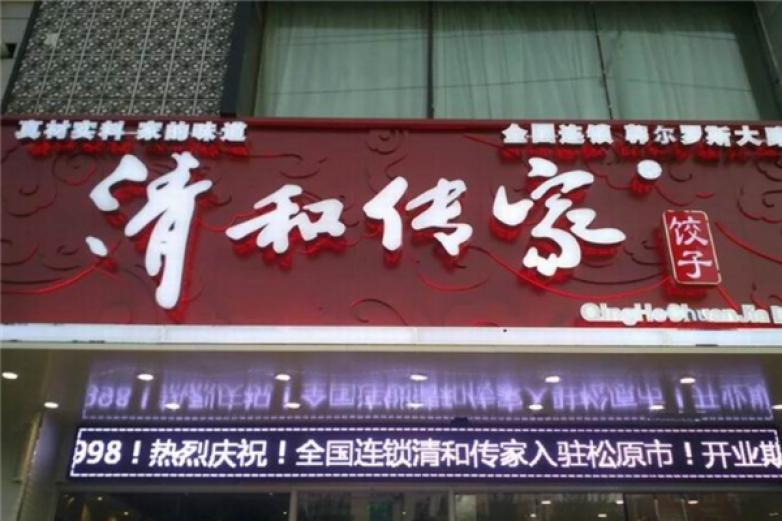 真材实料 家的味道
全国连锁 韩尔罗斯大
清和传家
饺子
QingHeChuanJia
998！热烈庆祝！全国连锁清和传家入驻松原市！开业期